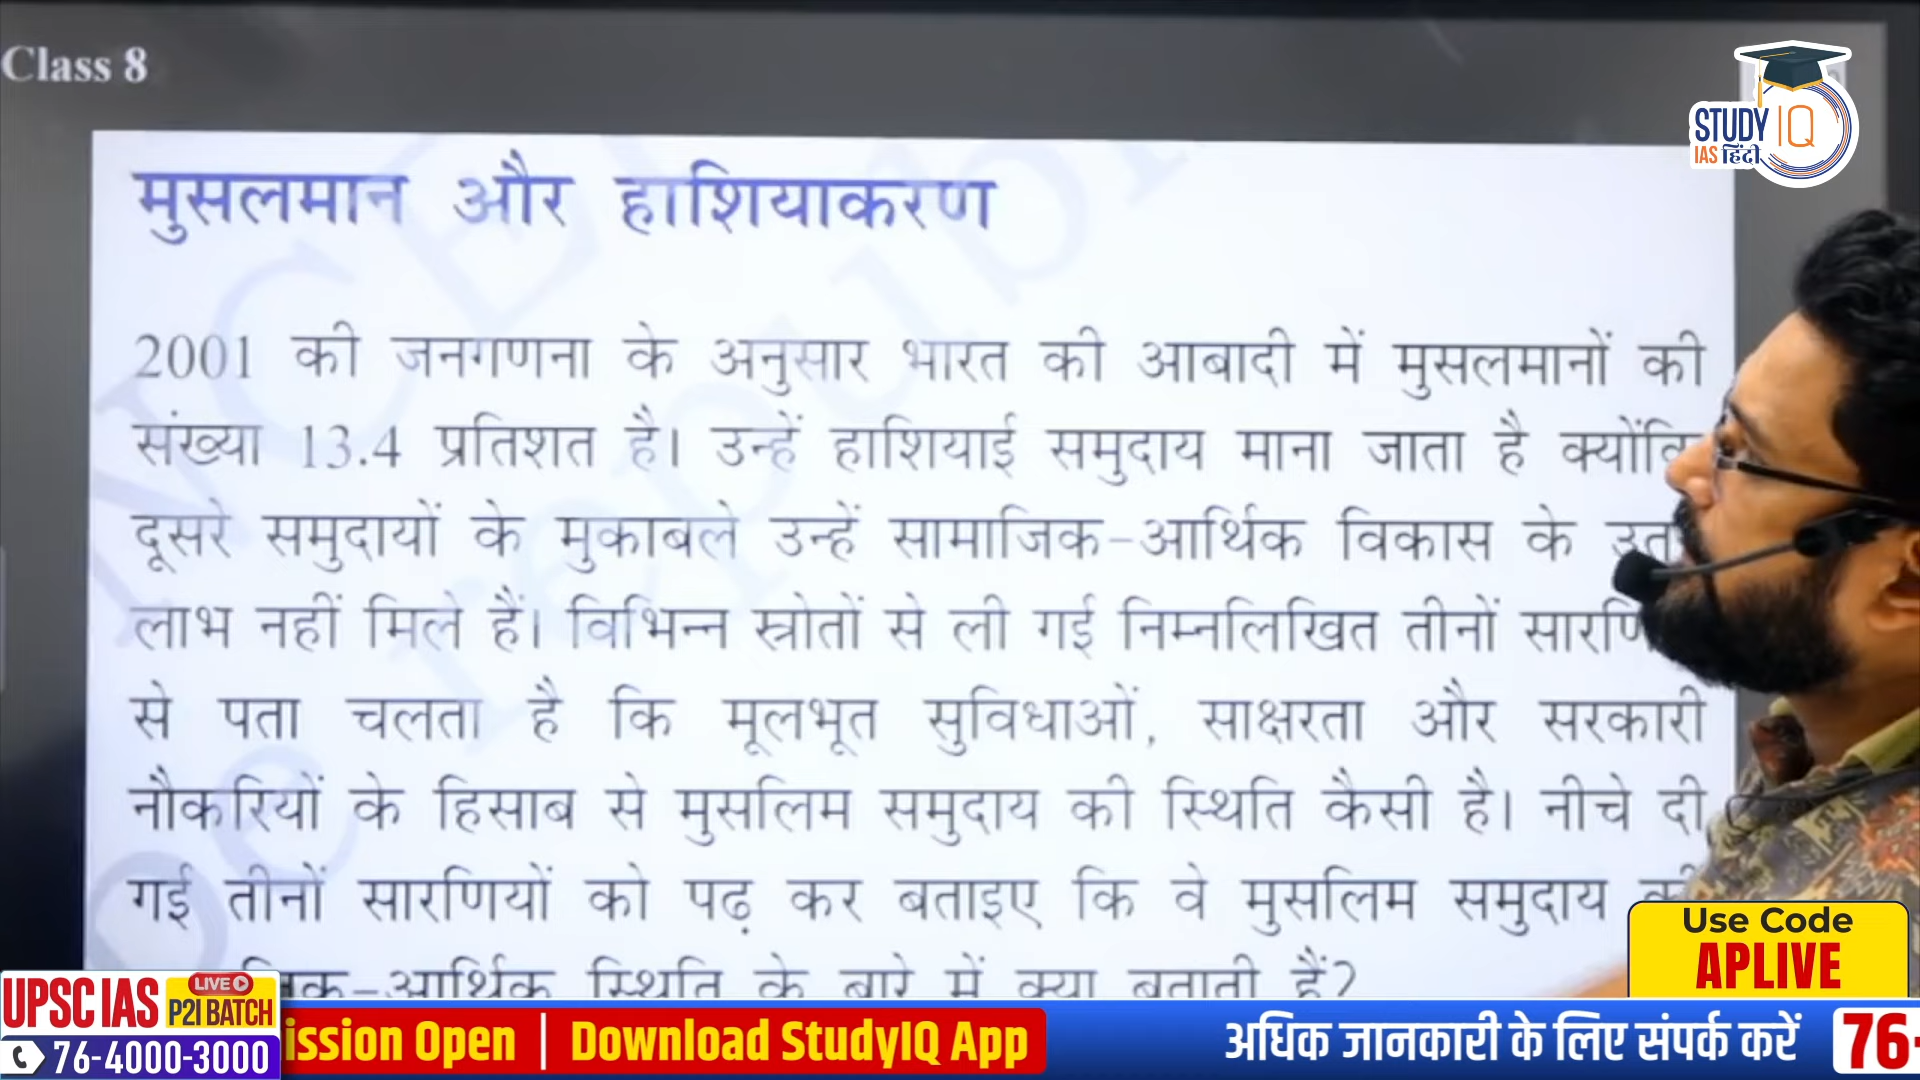 Class 8
STUDY IQ
IAS हिंदी
मुसलमान और हाशियाकरण
2001 की जनगणना के अनुसार भारत की आबादी में मुसलमानों की
संख्या 13.4 प्रतिशत है। उन्हें हाशियाई समुदाय माना जाता है
दूसरे समुदायों के मुकाबले उन्हें सामाजिक-आर्थिक विकास के
लाभ नहीं मिले हैं। विभिन्न स्रोतों से ली गई निम्नलिखित तीनों
से पता चलता है कि मूलभूत सुविधाओं, साक्षरता और सरकारी
नौकरियों के हिसाब से मुसलिम समुदाय की स्थिति कैसी है। नीचे दी
गई तीनों सारणियों को पढ़ कर बताइए कि वे मुसलिम समुदाय
-आर्थिक स्थिति के बारे में क्या बताती हैं?
Use Code
APLIVE
UPSC IAS LIVE P2I BATCH
76-4000-3000
ission Open | Download StudyIQ App
अधिक जानकारी के लिए संपर्क करें
76-